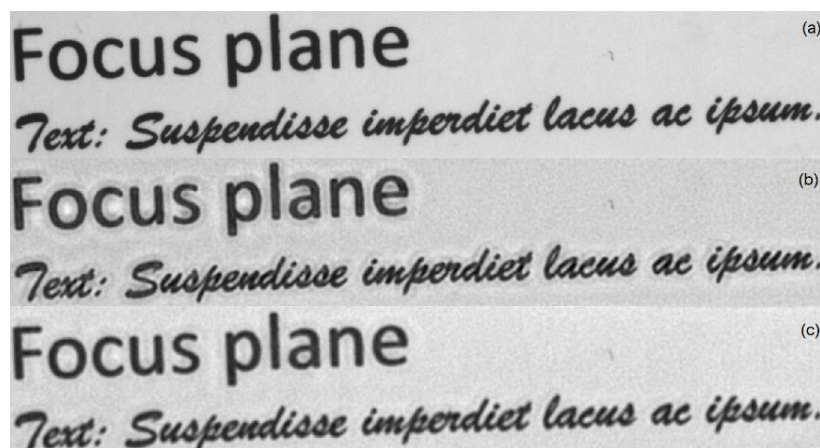 Focus plane (a)
Text: Suspendisse imperdiet lacus ac ipsum.
Focus plane (b)
Text: Suspendisse imperdiet lacus ac ipsum.
Focus plane (c)
Text: Suspendisse imperdiet lacus ac ipsum.